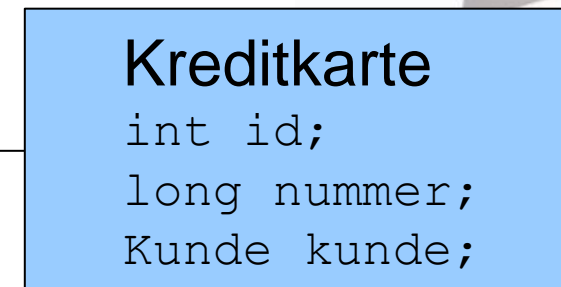 Kreditkarte
int id;
long nummer;
Kunde kunde;